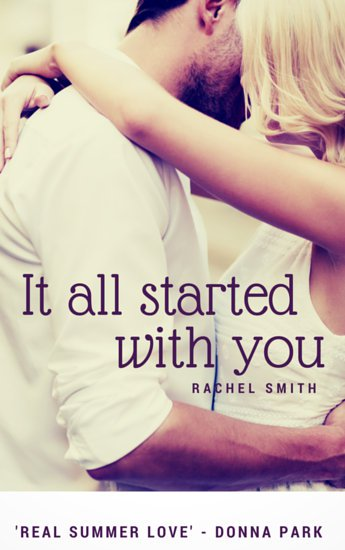 It all started
with you
RACHEL SMITH
'REAL SUMMER LOVE' - DONNA PARK